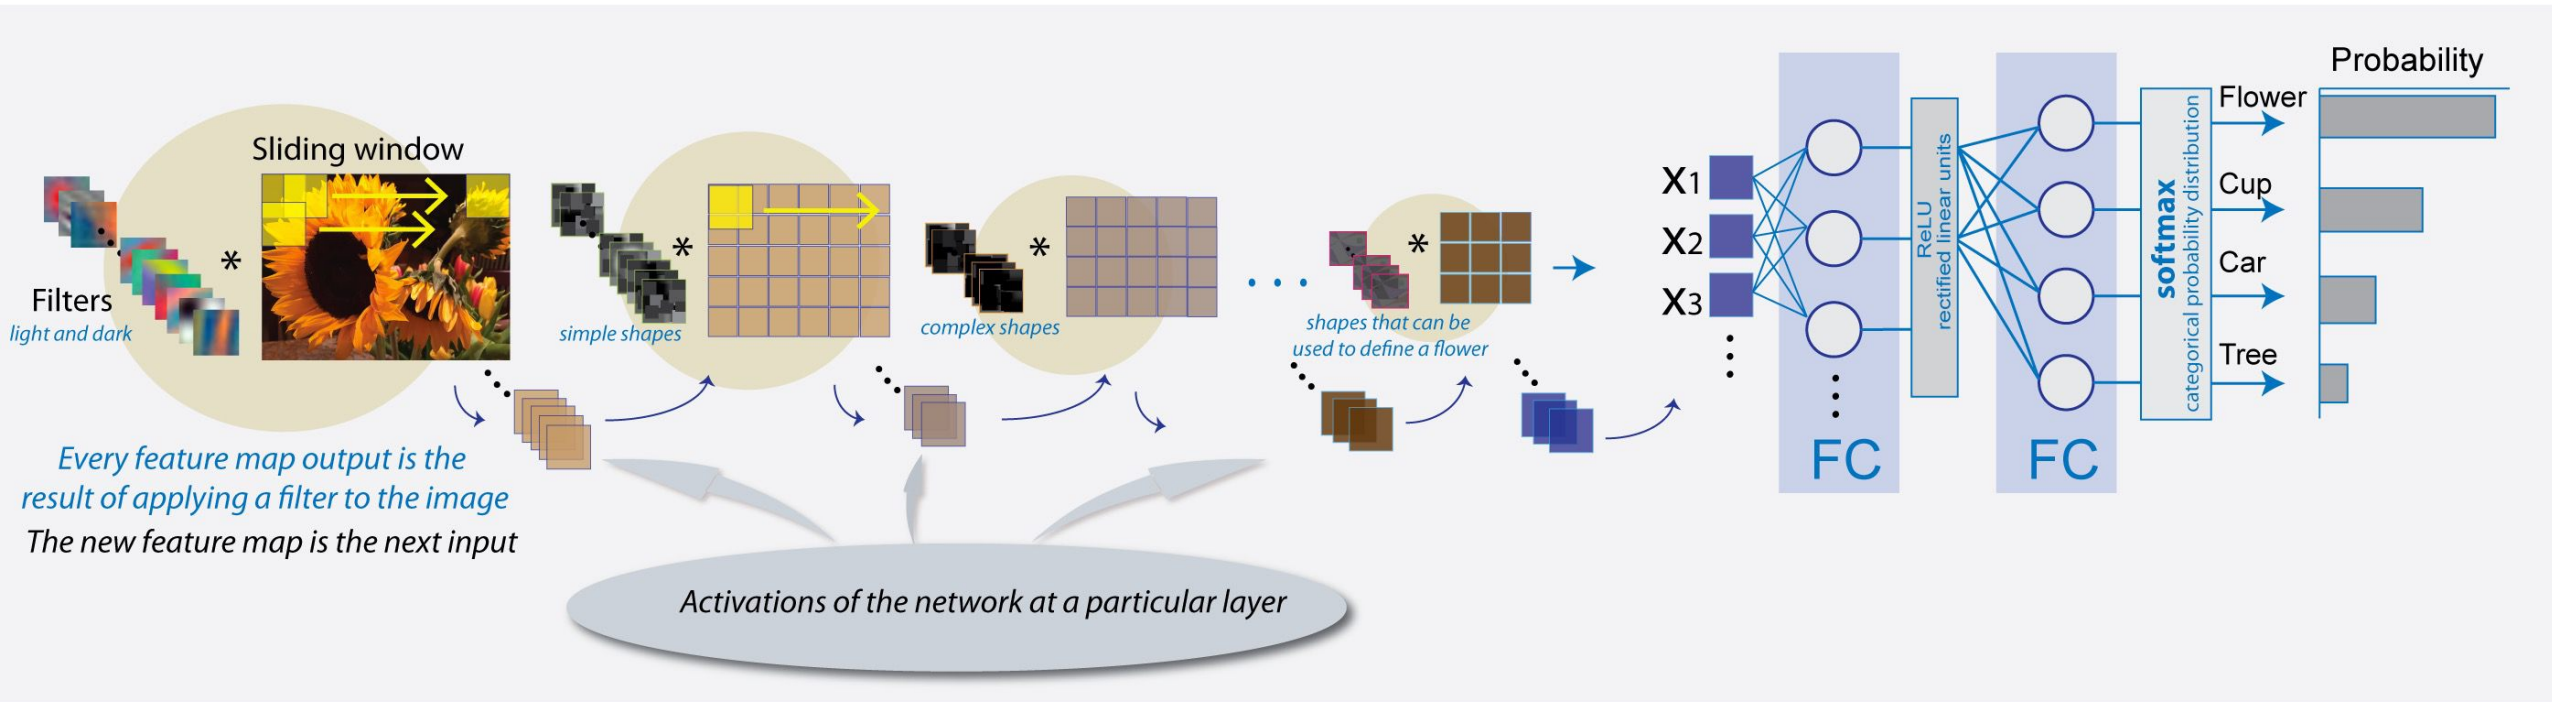 Sliding window
Filters
light and dark
*
Every feature map output is the
result of applying a filter to the image
The new feature map is the next input
simple shapes
*
complex shapes
*
shapes that can be
used to define a flower
*
Activations of the network at a particular layer
X1
X2
X3
FC
ReLU
rectified linear units
FC
softmax
categorical probability distribution
Probability
Flower
Cup
Car
Tree